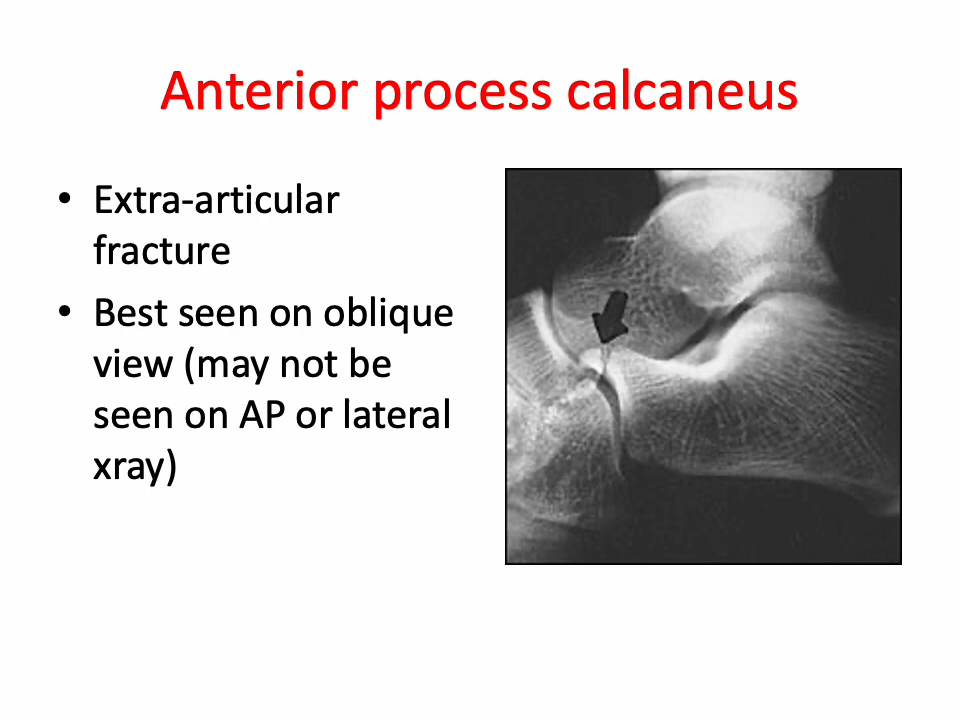 Anterior process calcaneus
• Extra-articular
fracture
• Best seen on oblique
view (may not be
seen on AP or lateral
xray)